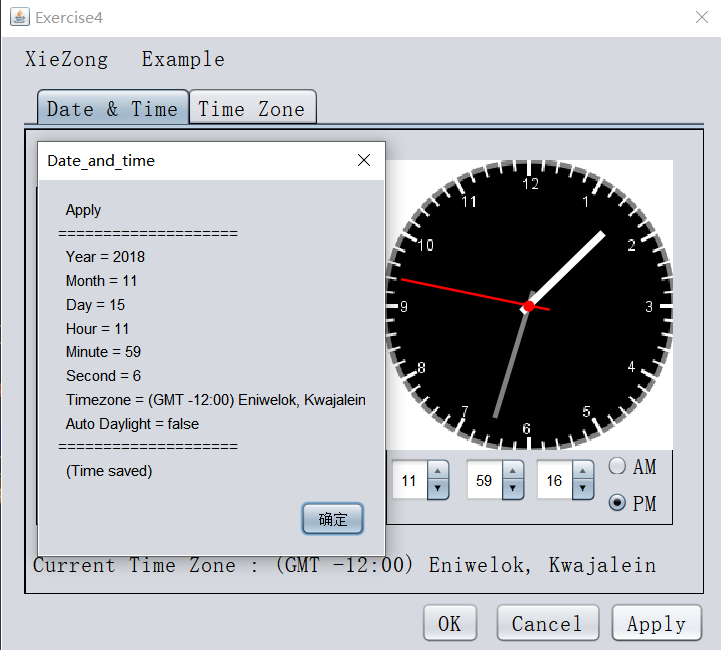 Exercise4
XieZong Example
Date & Time Time Zone
Date_and_time
Apply
====================
Year = 2018
Month = 11
Day = 15
Hour = 11
Minute = 59
Second = 6
Timezone = (GMT -12:00) Eniwelok, Kwajalein
Auto Daylight = false
====================
(Time saved)
确定
12
1
2
3
4
5
6
7
8
9
10
11
11 59 16
AM
PM
Current Time Zone : (GMT -12:00) Eniwelok, Kwajalein
OK Cancel Apply